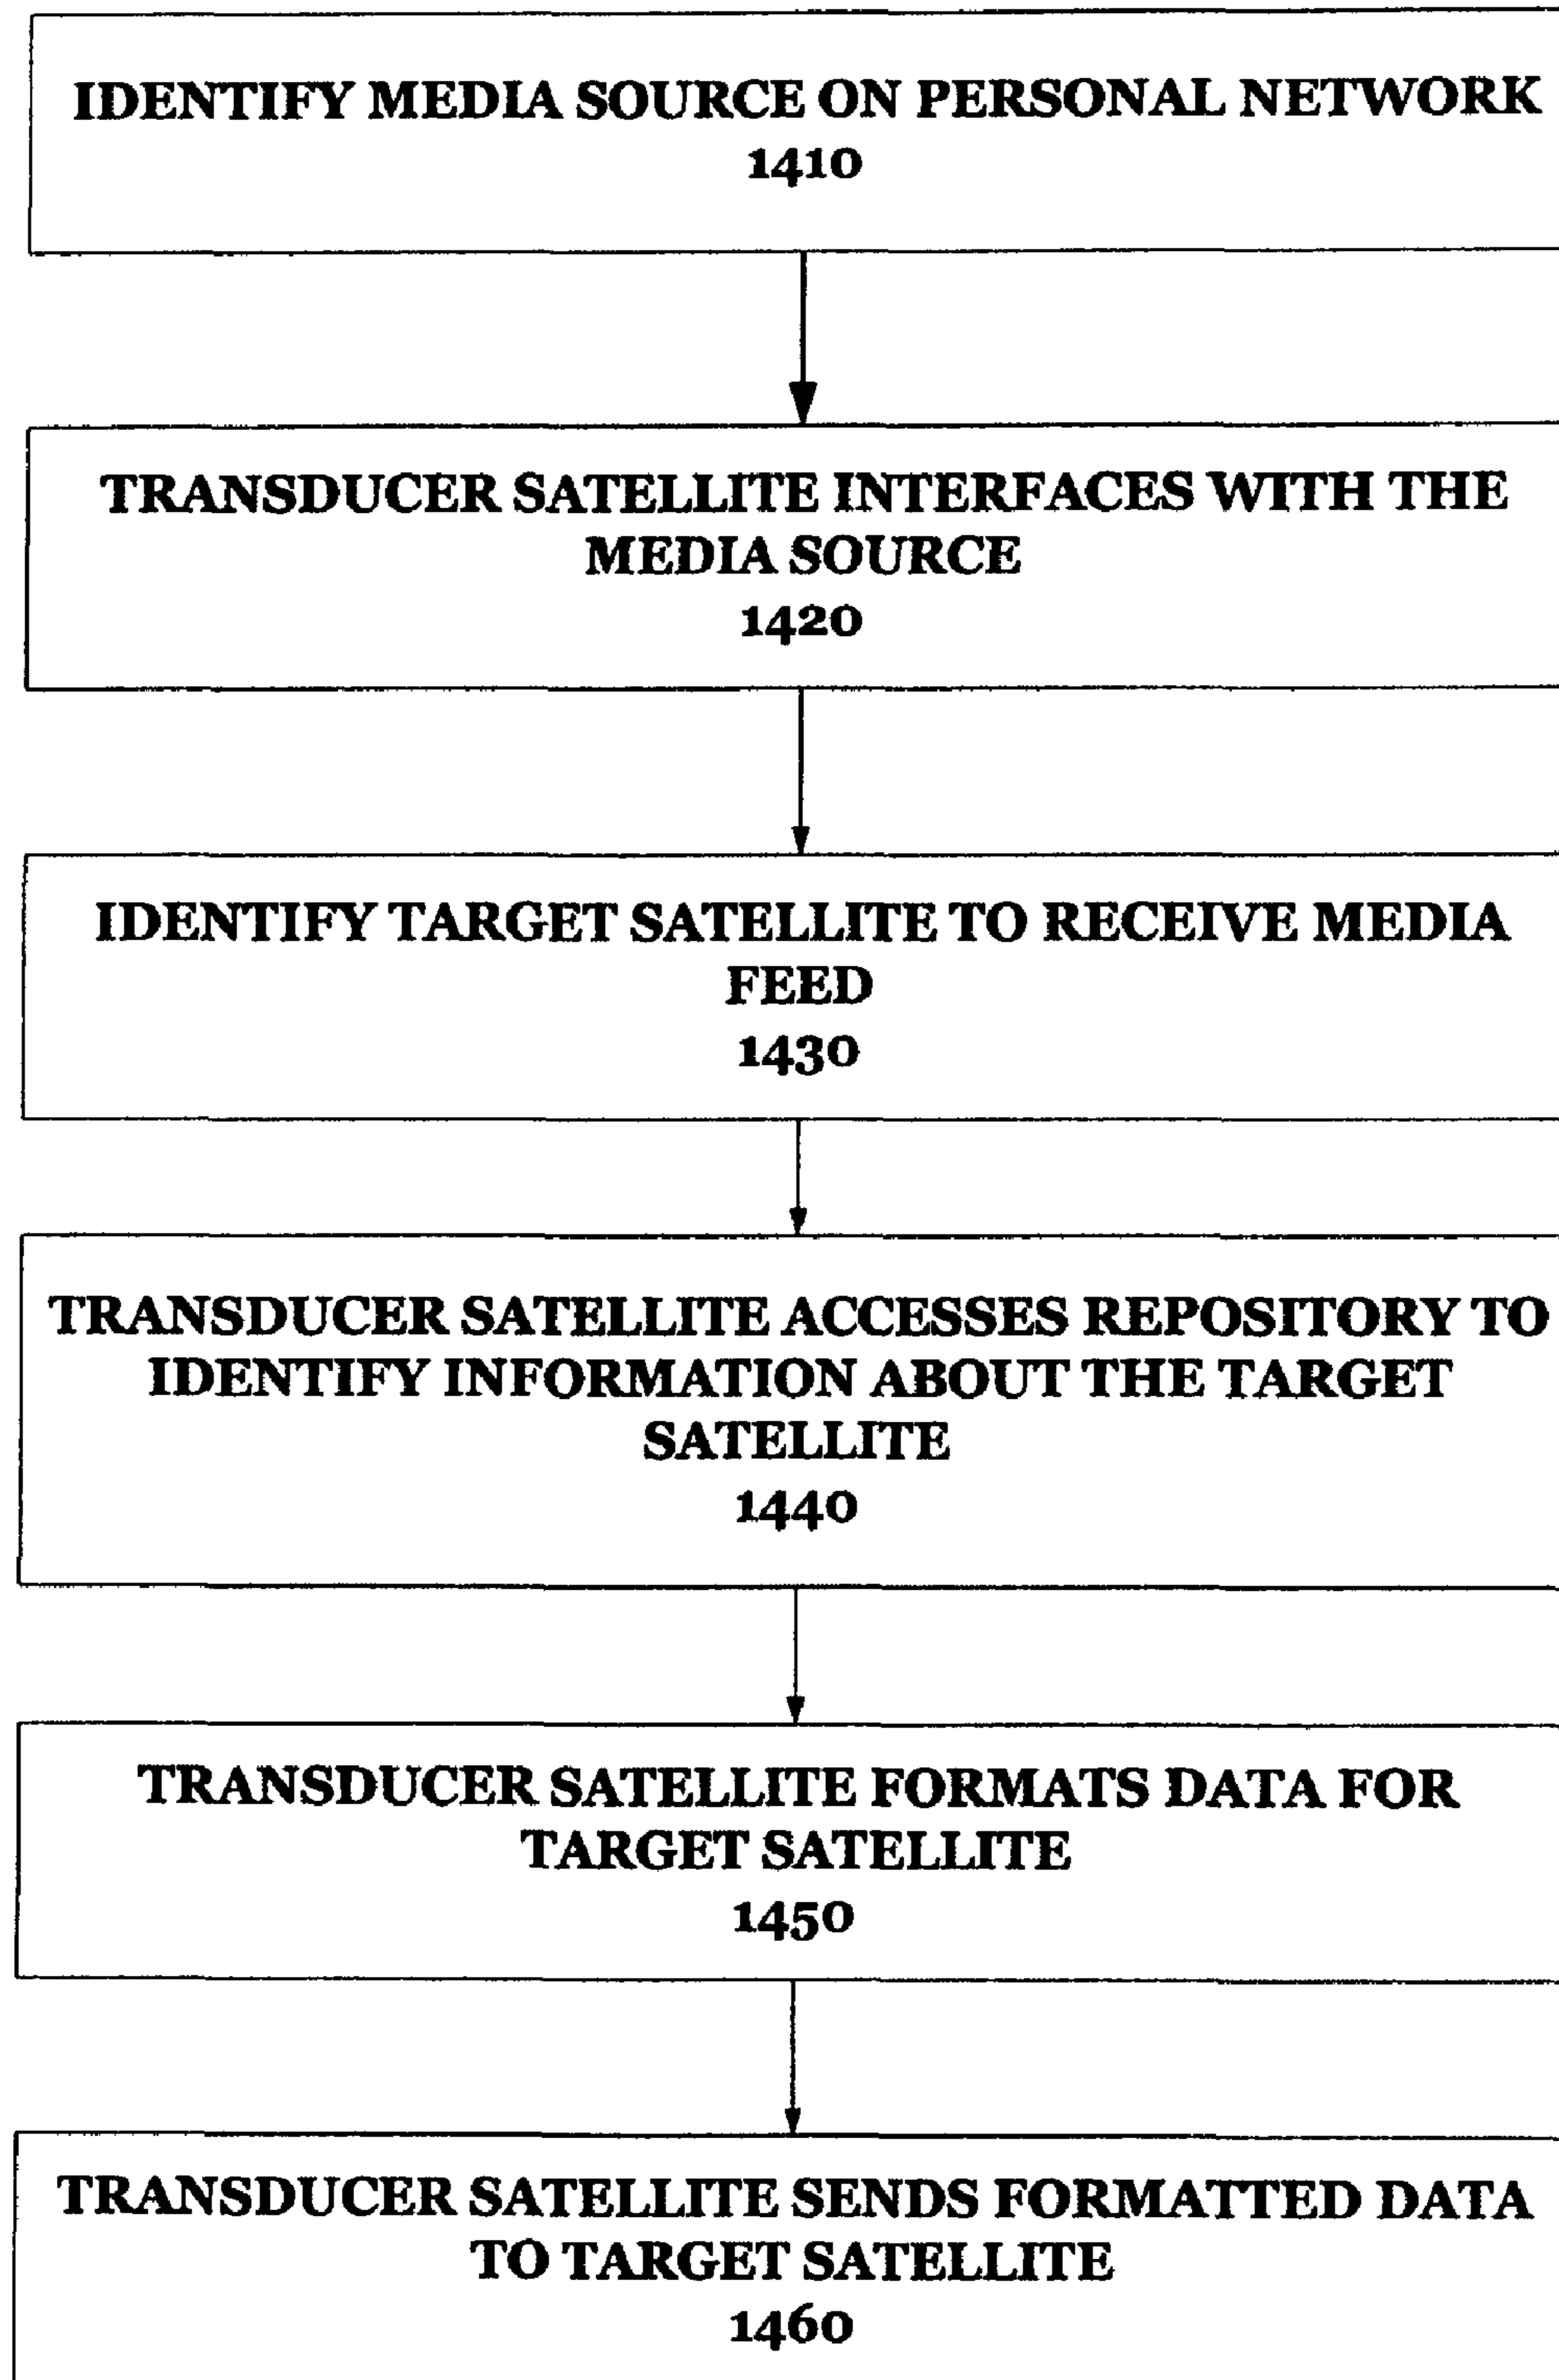 IDENTIFY MEDIA SOURCE ON PERSONAL NETWORK
1410
TRANSDUCER SATELLITE INTERFACES WITH THE
MEDIA SOURCE
1420
IDENTIFY TARGET SATELLITE TO RECEIVE MEDIA
FEED
1430
TRANSDUCER SATELLITE ACCESSES REPOSITORY TO
IDENTIFY INFORMATION ABOUT THE TARGET
SATELLITE
1440
TRANSDUCER SATELLITE FORMATS DATA FOR
TARGET SATELLITE
1450
TRANSDUCER SATELLITE SENDS FORMATTED DATA
TO TARGET SATELLITE
1460